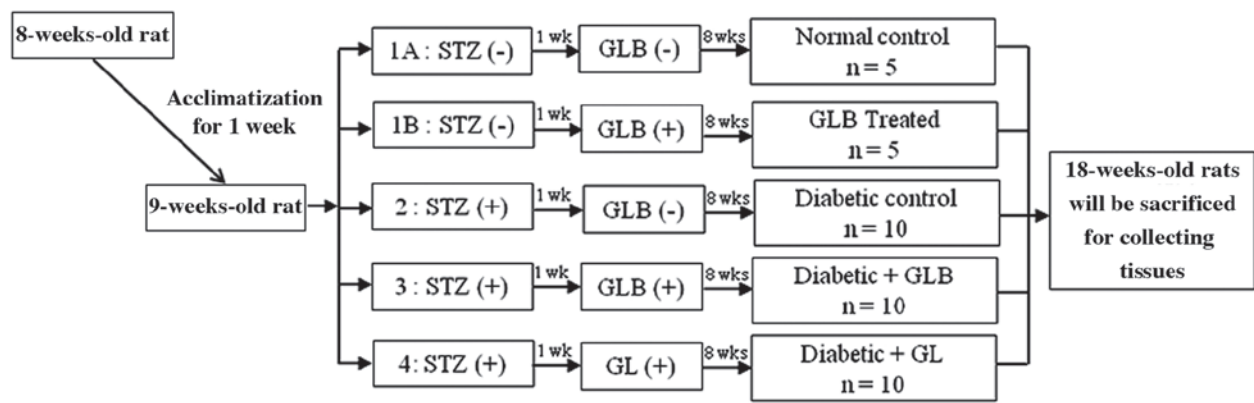 8-weeks-old rat
Acclimatization
for 1 week
9-weeks-old rat
1A : STZ (-)
1 wk
GLB (-)
8 wks
Normal control
n = 5
1B : STZ (-)
1 wk
GLB (+)
8 wks
GLB Treated
n = 5
2 : STZ (+)
1 wk
GLB (-)
8 wks
Diabetic control
n = 10
3 : STZ (+)
1 wk
GLB (+)
8 wks
Diabetic + GLB
n = 10
4 : STZ (+)
1 wk
GL (+)
8 wks
Diabetic + GL
n = 10
18-weeks-old rats
will be sacrificed
for collecting
tissues